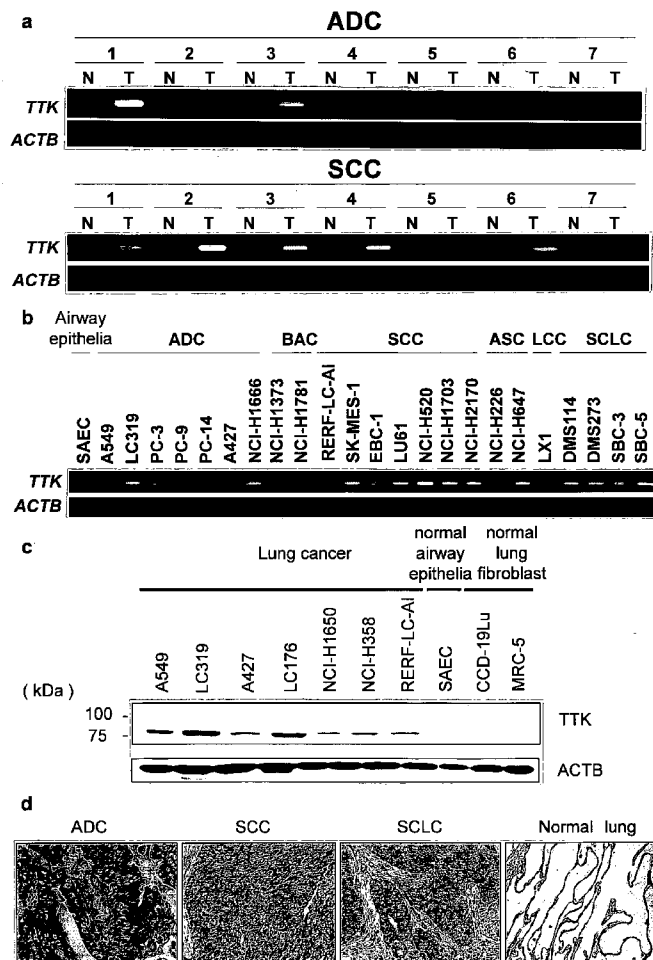 a
ADC
1 2 3 4 5 6 7
N T N T N T N T N T N T N T
TTK
ACTB
SCC
1 2 3 4 5 6 7
N T N T N T N T N T N T N T
TTK
ACTB
b
Airway epithelia
ADC BAC SCC ASC LCC SCLC
SAEC A549 LC319 PC-3 PC-9 PC-14 A427 NCI-H1666 NCI-H1373 NCI-H1781 RERF-LC-AI SK-MES-1 EBC-1 LU61 NCI-H520 NCI-H1703 NCI-H2170 NCI-H226 NCI-H647 LX1 DMS114 DMS273 SBC-3 SBC-5
TTK
ACTB
c
Lung cancer
normal airway epithelia
normal lung fibroblast
A549 LC319 A427 LC176 NCI-H1650 NCI-H358 RERF-LC-AI SAEC CCD-19Lu MRC-5
( kDa )
100
75
TTK
ACTB
d
ADC SCC SCLC Normal lung